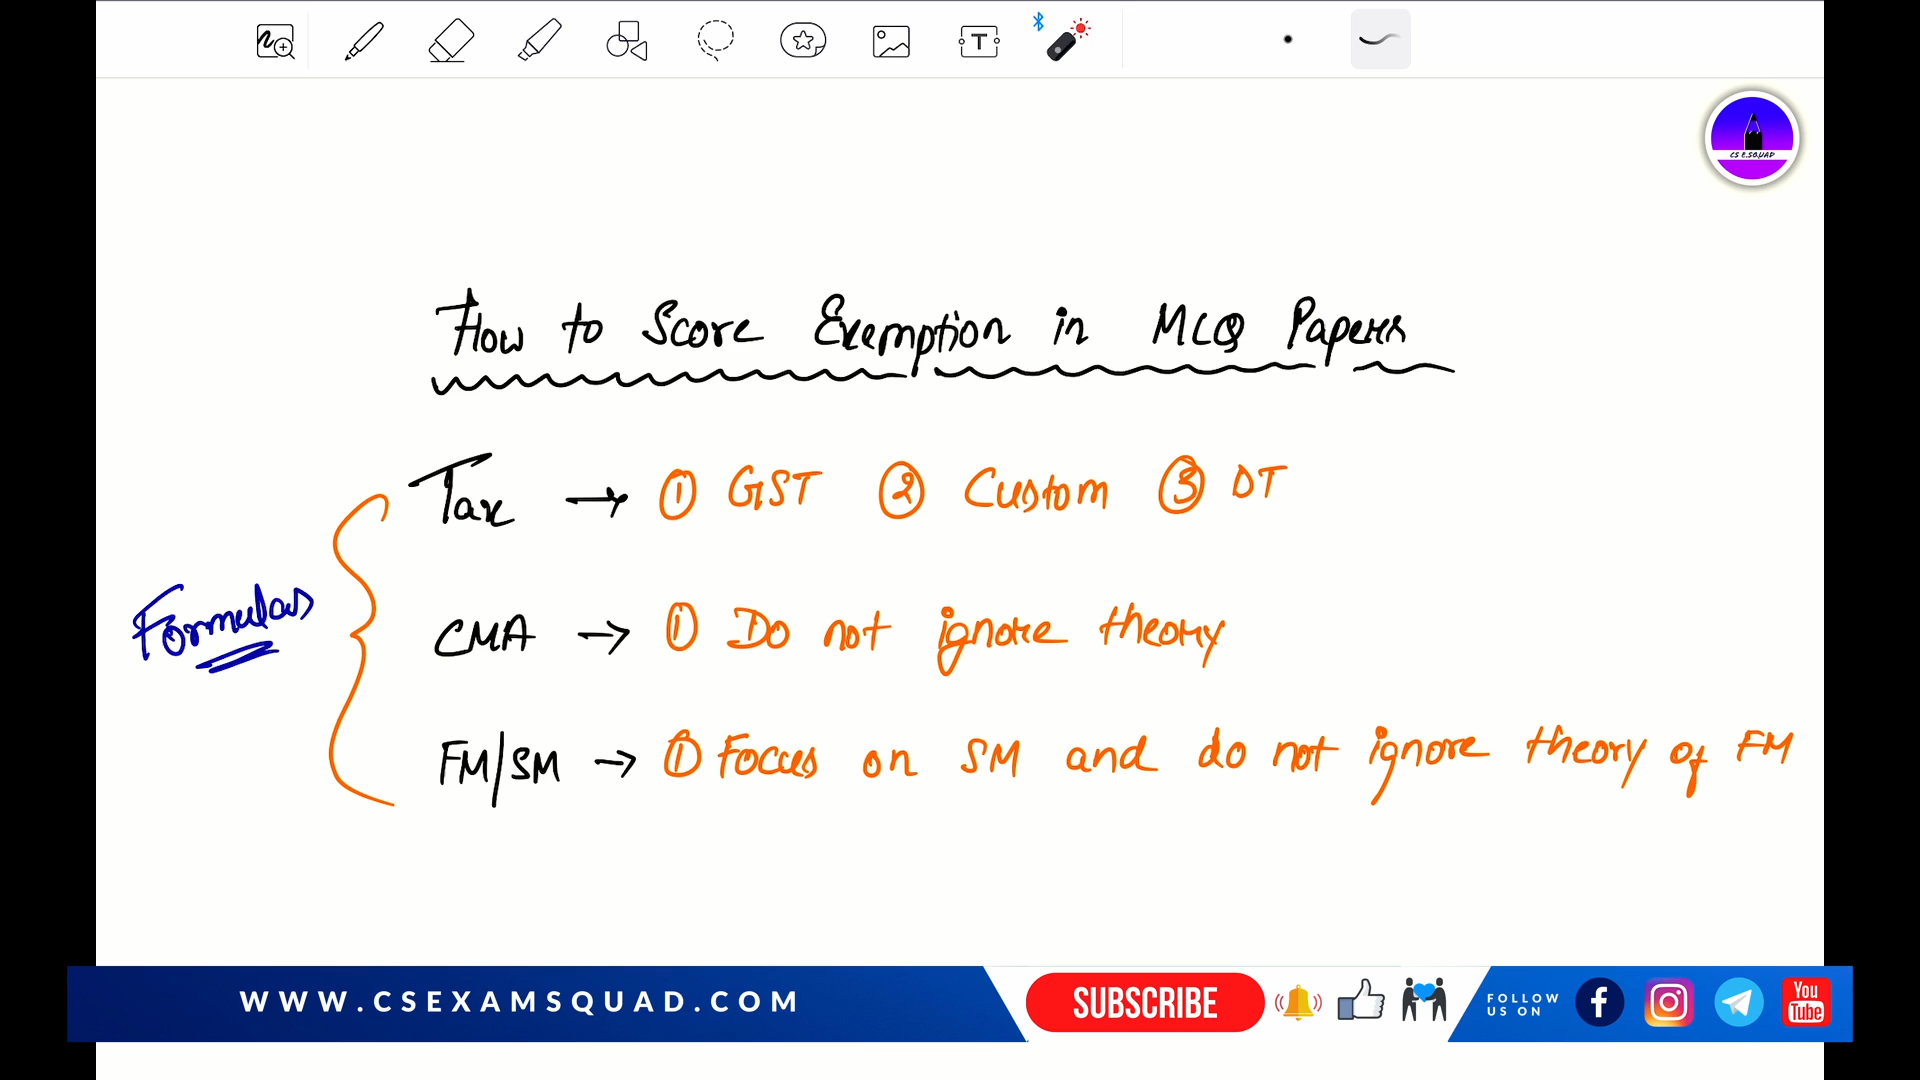 T
CS E.SQUAD
How to Score Exemption in MCQ Papers
Tax → ① GST ② Custom ③ DT
Formulas
CMA → ① Do not ignore theory
FM/SM → ① Focus on SM and do not ignore theory of FM
WWW.CSEXAMSQUAD.COM
SUBSCRIBE
FOLLOW
US ON
You
Tube